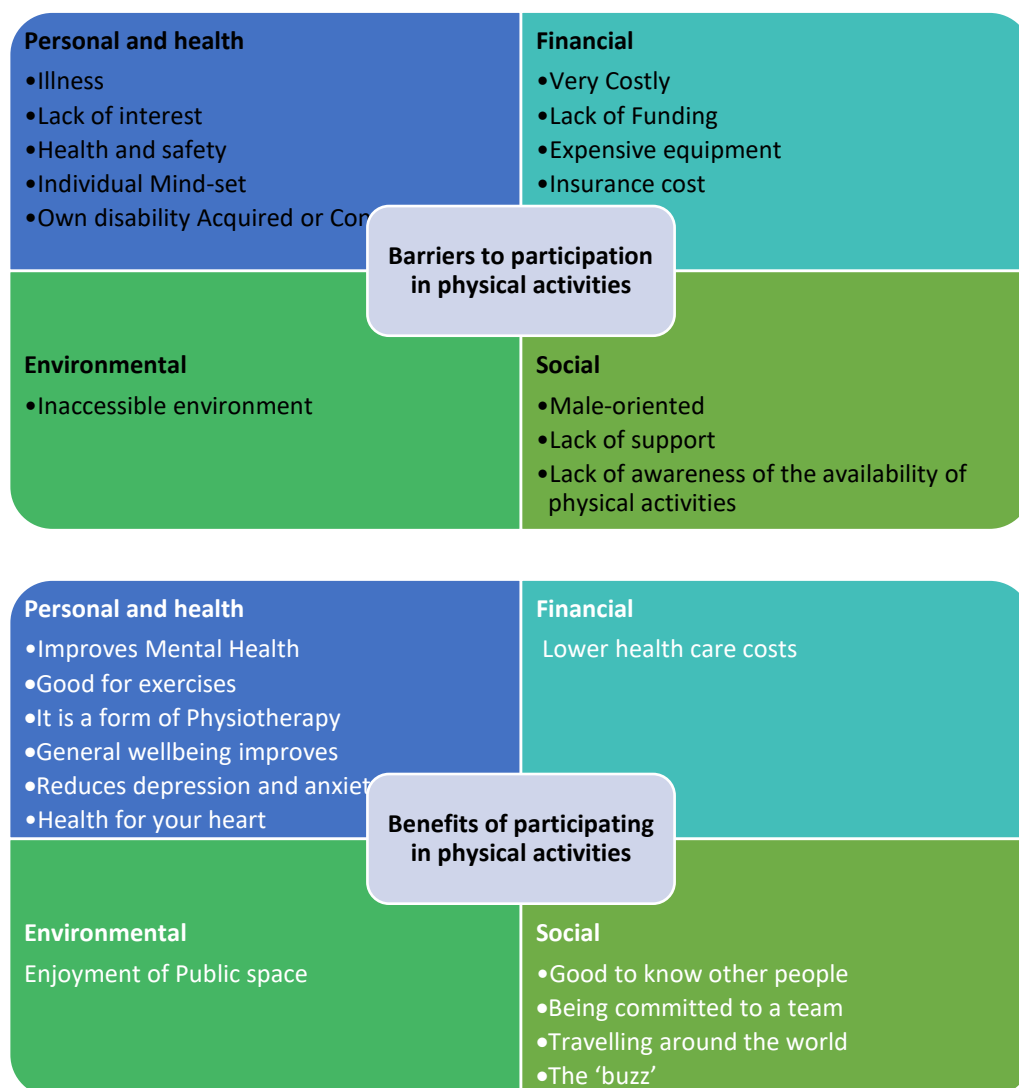 Personal and health
•Illness
•Lack of interest
•Health and safety
•Individual Mind-set
•Own disability Acquired or
Financial
•Very Costly
•Lack of Funding
•Expensive equipment
•Insurance cost
Barriers to participation
in physical activities
Environmental
•Inaccessible environment
Social
•Male-oriented
•Lack of support
•Lack of awareness of the availability of
physical activities
Personal and health
•Improves Mental Health
•Good for exercises
•It is a form of Physiotherapy
•General wellbeing improves
•Reduces depression and
•Health for your heart
Financial
Lower health care costs
Benefits of participating
in physical activities
Environmental
Enjoyment of Public space
Social
•Good to know other people
•Being committed to a team
•Travelling around the world
•The ‘buzz’